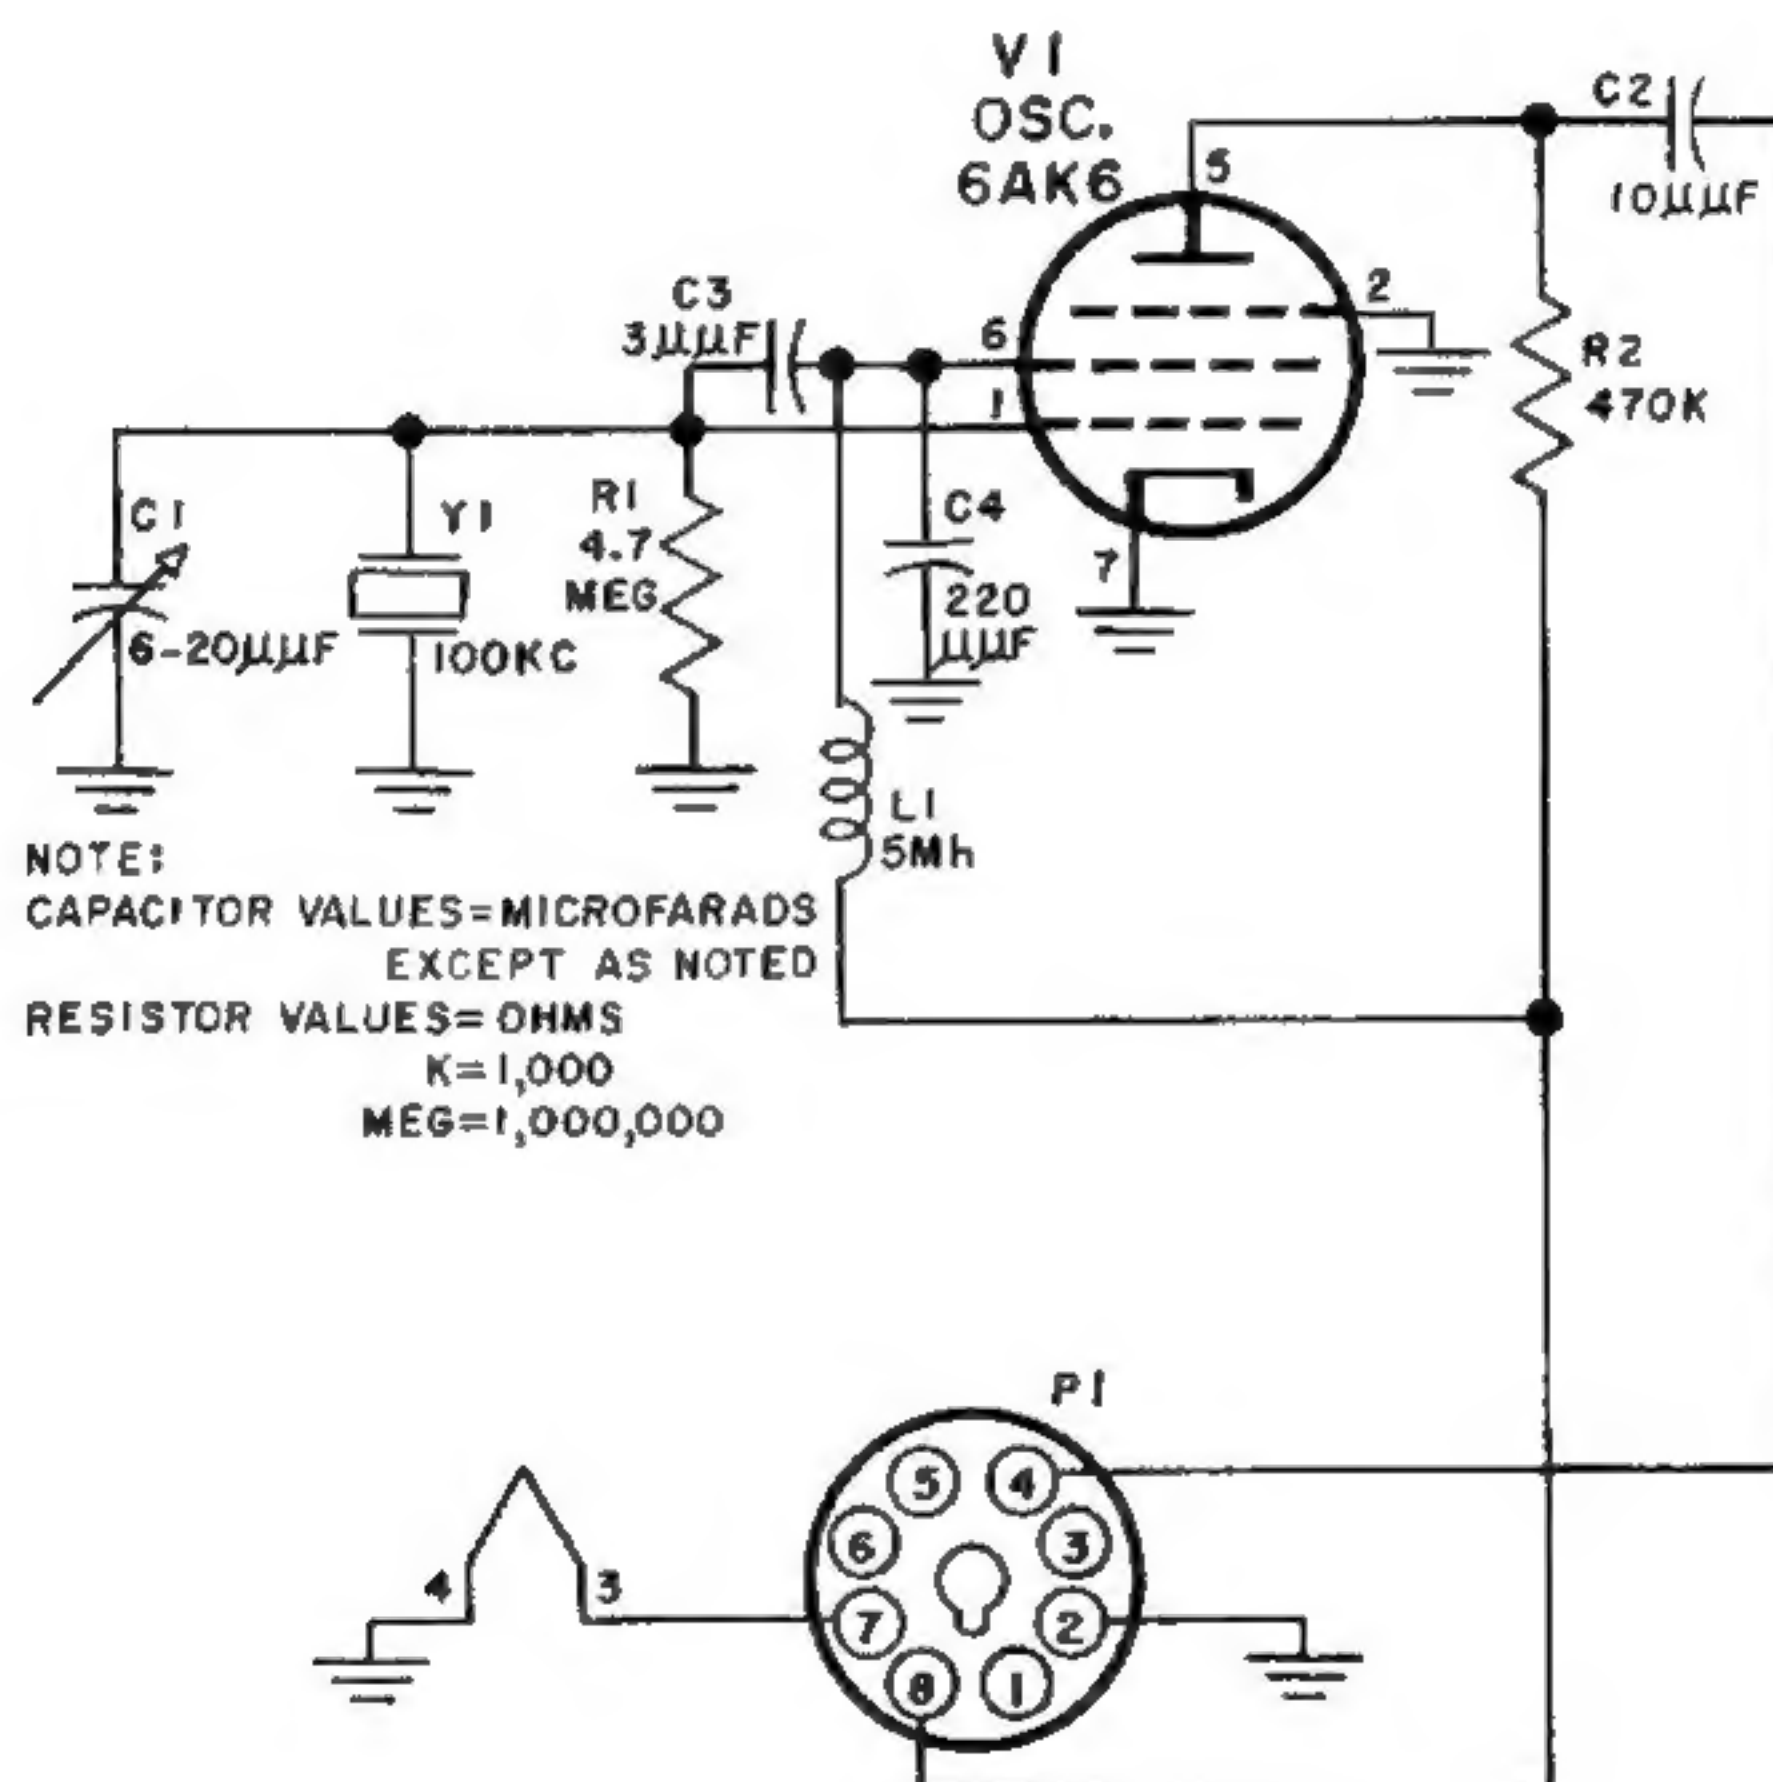 V1
OSC.
6AK6
5
C2
10µµF
2
C3
3µµF
6
1
R2
470K
C1
6-20µµF
Y1
100KC
R1
4.7
MEG
C4
220
µµF
7
L1
5Mh
NOTE:
CAPACITOR VALUES=MICROFARADS
EXCEPT AS NOTED
RESISTOR VALUES=OHMS
K=1,000
MEG=1,000,000
P1
5
4
6
3
7
2
8
1
4
3